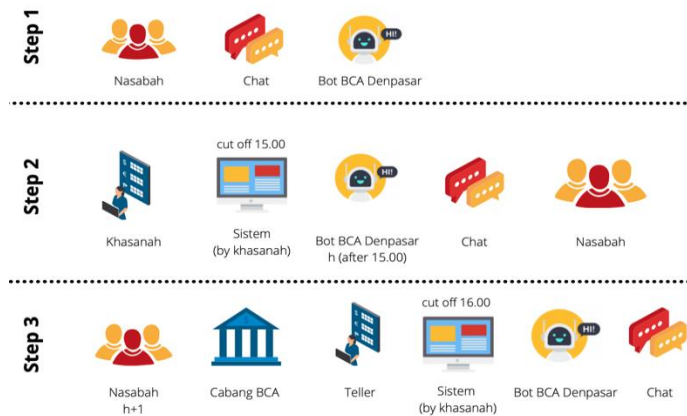 Step 1
HI!
Nasabah
Chat
Bot BCA Denpasar
Step 2
cut off 15.00
HI!
Khasanah
Sistem
(by khasanah)
Bot BCA Denpasar
h (after 15.00)
Chat
Nasabah
Step 3
cut off 16.00
HI!
Nasabah
h+1
Cabang BCA
Teller
Sistem
(by khasanah)
Bot BCA Denpasar
Chat